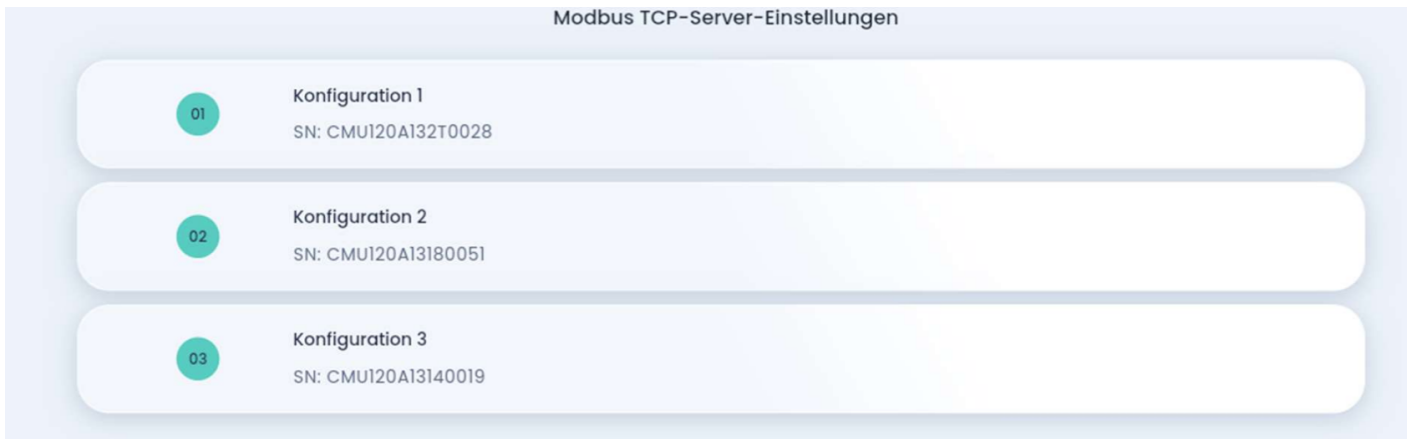 Modbus TCP-Server-Einstellungen
01
Konfiguration 1
SN: CMU120A132T0028
02
Konfiguration 2
SN: CMU120A13180051
03
Konfiguration 3
SN: CMU120A13140019